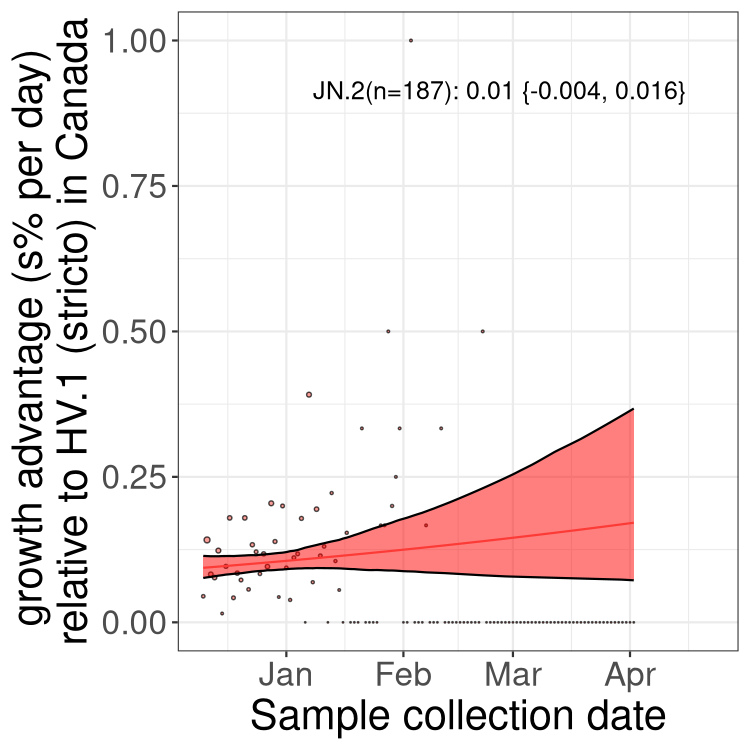 growth advantage (s% per day)
relative to HV.1 (stricto) in Canada
1.00
0.75
0.50
0.25
0.00
JN.2(n=187): 0.01 {-0.004, 0.016}
Jan Feb Mar Apr
Sample collection date